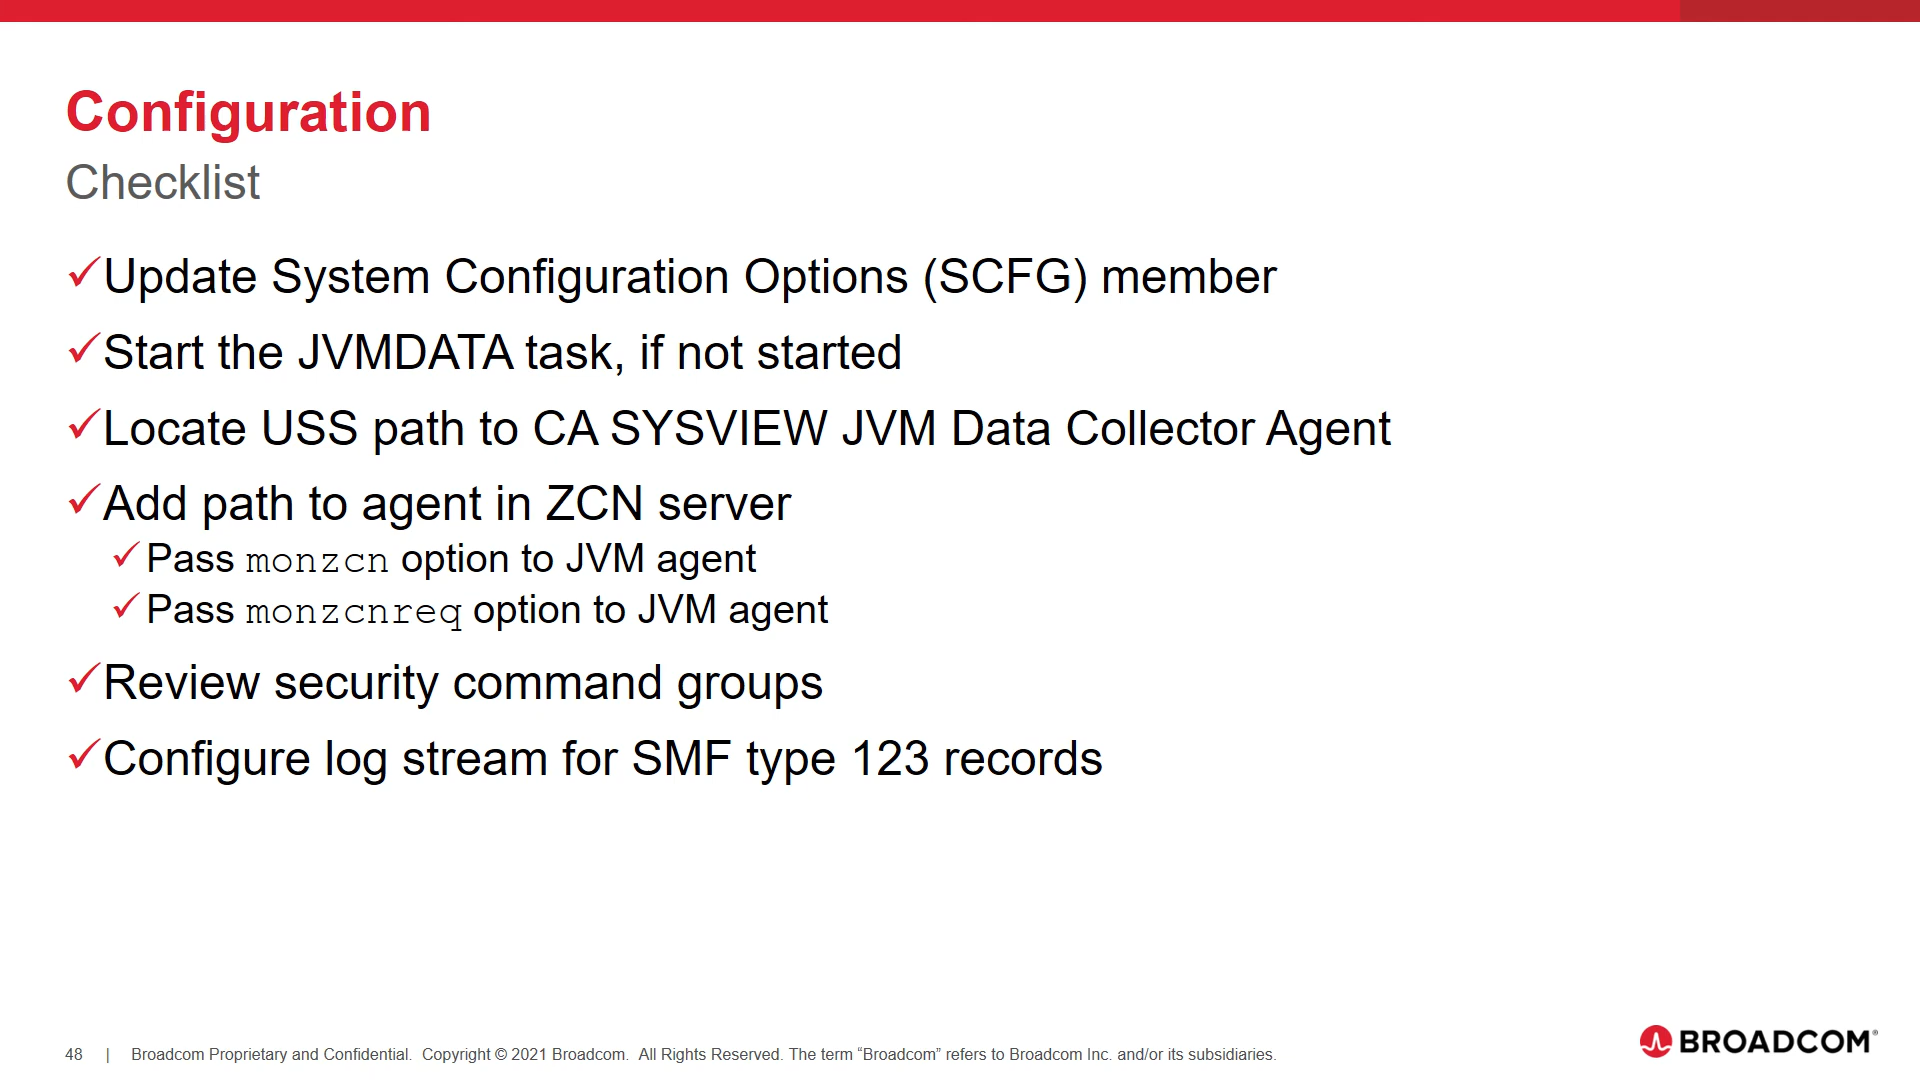 Configuration
Checklist
✓Update System Configuration Options (SCFG) member
✓Start the JVMDATA task, if not started
✓Locate USS path to CA SYSVIEW JVM Data Collector Agent
✓Add path to agent in ZCN server
✓Pass monzcn option to JVM agent
✓Pass monzcnreq option to JVM agent
✓Review security command groups
✓Configure log stream for SMF type 123 records
48 | Broadcom Proprietary and Confidential. Copyright © 2021 Broadcom. All Rights Reserved. The term “Broadcom” refers to Broadcom Inc. and/or its subsidiaries.
BROADCOM®